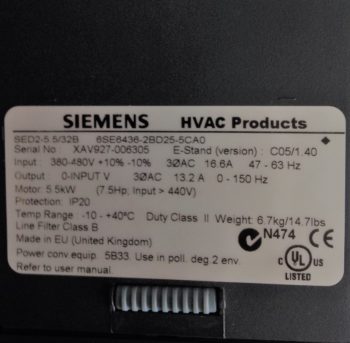 SIEMENS HVAC Products
SED2-5.5/32B 6SE6436-2BD25-5CA0
Serial No : XAV927-006305 E-Stand (version) : C05/1.40
Input : 380-480V +10% -10% 3ØAC 16.6A 47 - 63 Hz
Output : 0-INPUT V 3ØAC 13.2 A 0 - 150 Hz
Motor: 5.5kW (7.5Hp; Input > 440V)
Protection: IP20
Temp Range : -10 - +40ºC Duty Class II Weight: 6.7kg/14.7lbs
Line Filter Class B
Made in EU (United Kingdom) N474 CE
Power conv.equip. 5B33. Use in poll. deg.2 env. C UL US
Refer to user manual. LISTED